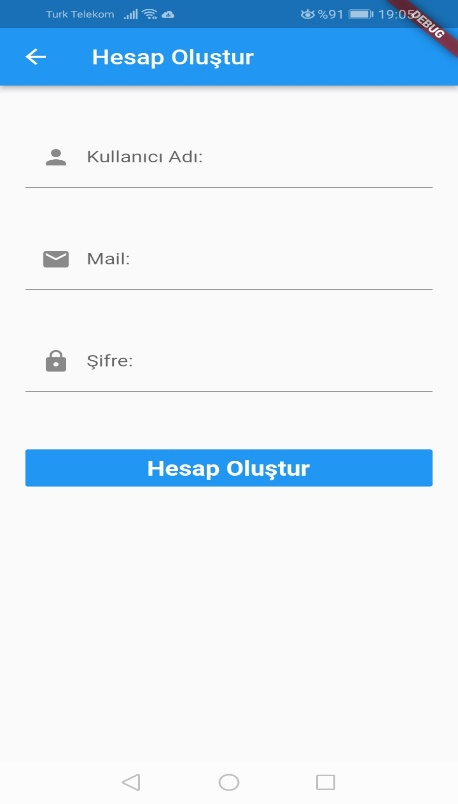 Turk Telekom %91 19:05
DEBUG
Hesap Oluştur
Kullanıcı Adı:
Mail:
Şifre:
Hesap Oluştur